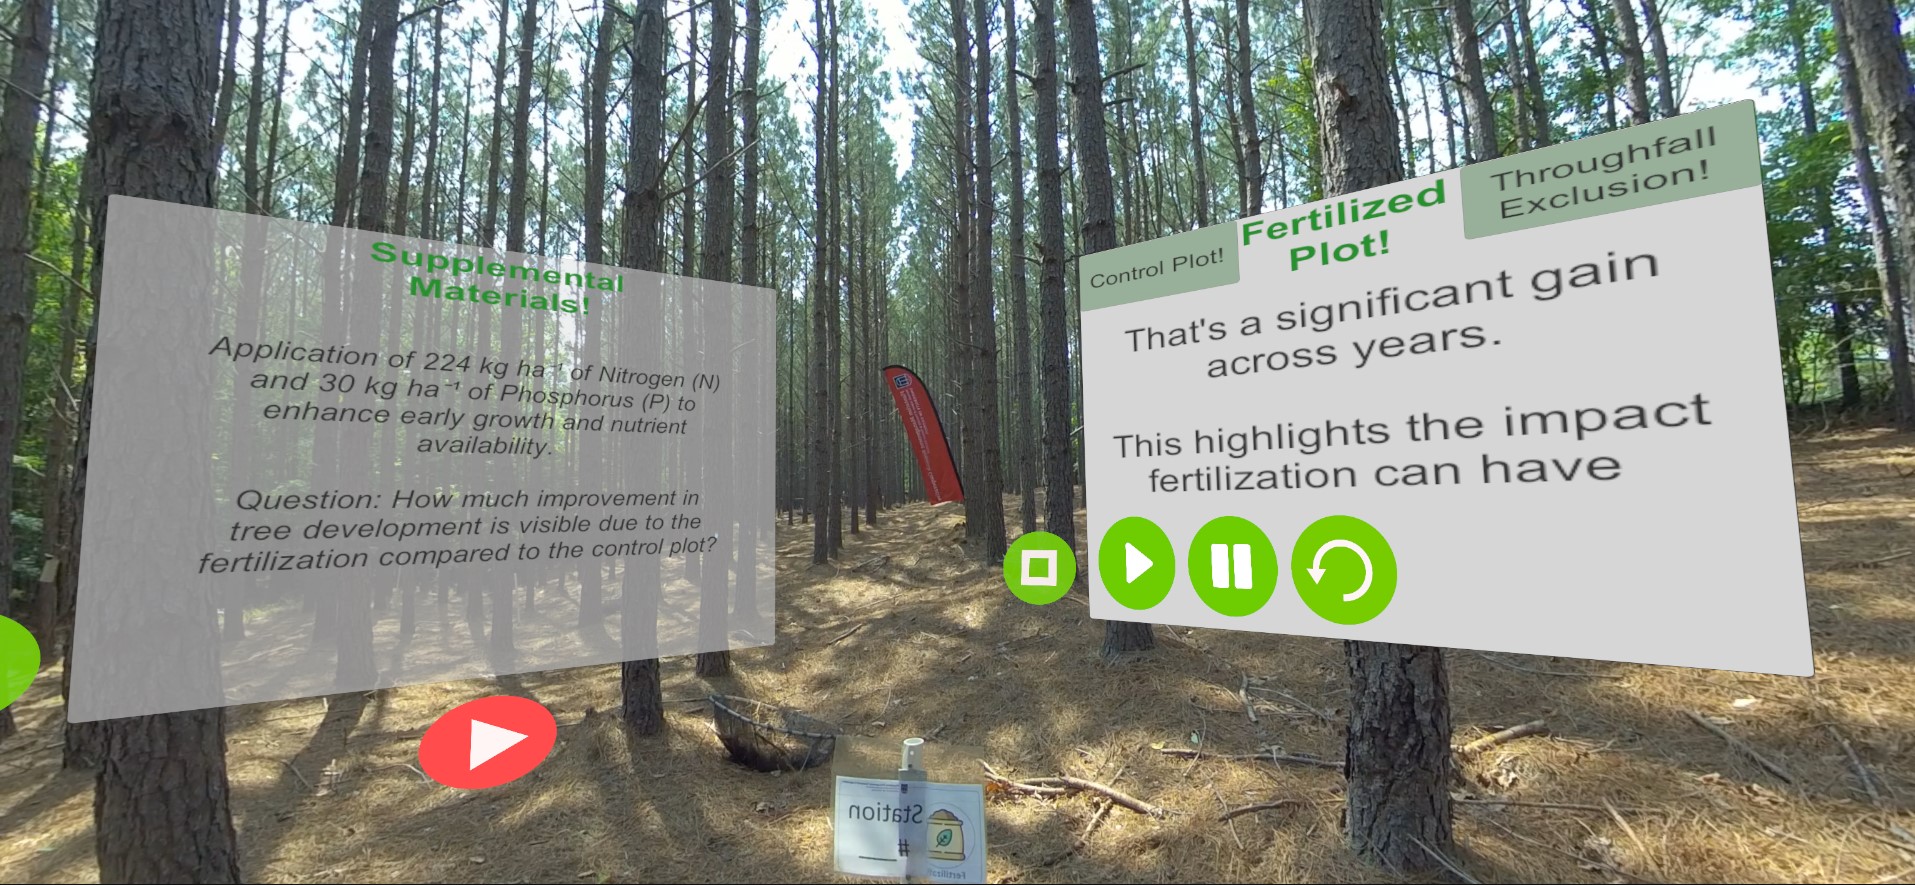 Supplemental
Materials!
Application of 224 kg ha⁻¹ of Nitrogen (N)
and 30 kg ha⁻¹ of Phosphorus (P) to
enhance early growth and nutrient
availability.
Question: How much improvement in
tree development is visible due to the
fertilization compared to the control plot?
Control Plot!
Fertilized
Plot!
Throughfall
Exclusion!
That's a significant gain
across years.
This highlights the impact
fertilization can have
Station
#